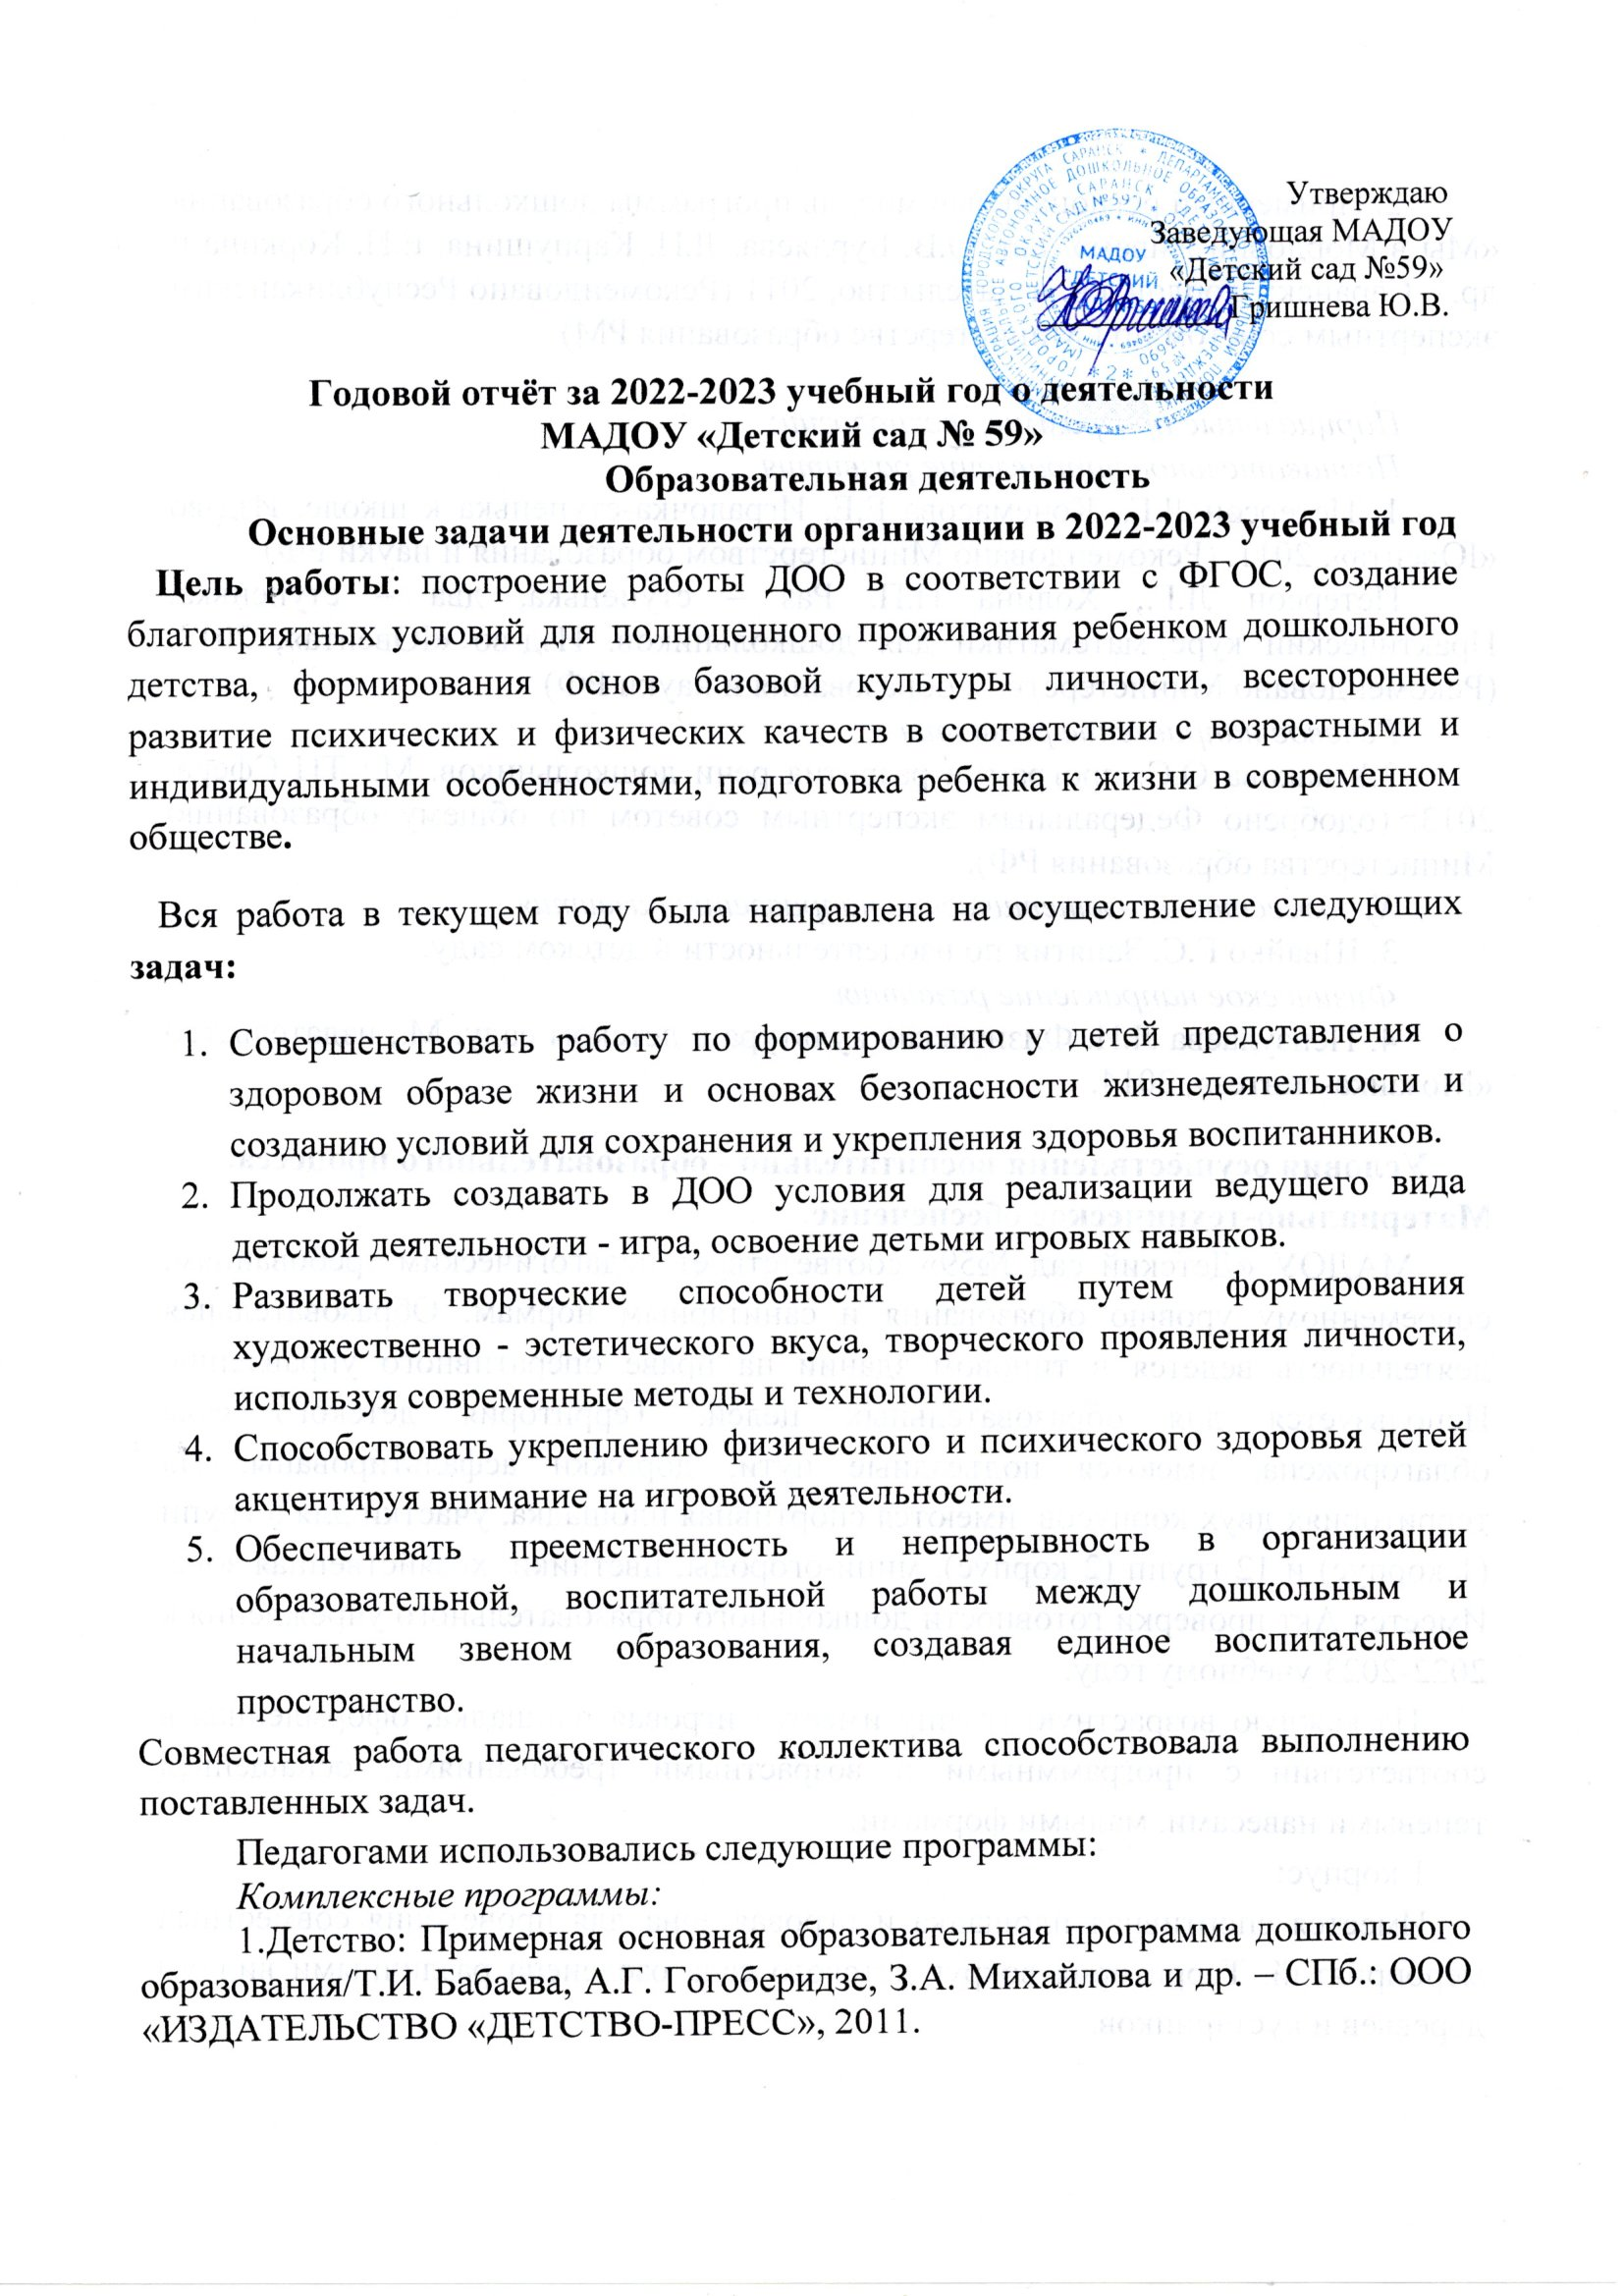 Утверждаю
Заведующая МАДОУ
«Детский сад №59»
Гришнева Ю.В.
МАДОУ
Годовой отчёт за 2022-2023 учебный год о деятельности
МАДОУ «Детский сад № 59»
Образовательная деятельность
Основные задачи деятельности организации в 2022-2023 учебный год
Цель работы: построение работы ДОО в соответствии с ФГОС, создание
благоприятных условий для полноценного проживания ребенком дошкольного
детства, формирования основ базовой культуры личности, всестороннее
развитие психических и физических качеств в соответствии с возрастными и
индивидуальными особенностями, подготовка ребенка к жизни в современном
обществе.
Вся работа в текущем году была направлена на осуществление следующих
задач:
1. Совершенствовать работу по формированию у детей представления о
здоровом образе жизни и основах безопасности жизнедеятельности и
созданию условий для сохранения и укрепления здоровья воспитанников.
2. Продолжать создавать в ДОО условия для реализации ведущего вида
детской деятельности - игра, освоение детьми игровых навыков.
3. Развивать творческие способности детей путем формирования
художественно - эстетического вкуса, творческого проявления личности,
используя современные методы и технологии.
4. Способствовать укреплению физического и психического здоровья детей
акцентируя внимание на игровой деятельности.
5. Обеспечивать преемственность и непрерывность в организации
образовательной, воспитательной работы между дошкольным и
начальным звеном образования, создавая единое воспитательное
пространство.
Совместная работа педагогического коллектива способствовала выполнению
поставленных задач.
Педагогами использовались следующие программы:
Комплексные программы:
1.Детство: Примерная основная образовательная программа дошкольного
образования/Т.И. Бабаева, А.Г. Гогоберидзе, З.А. Михайлова и др. – СПб.: ООО
«ИЗДАТЕЛЬСТВО «ДЕТСТВО-ПРЕСС», 2011.